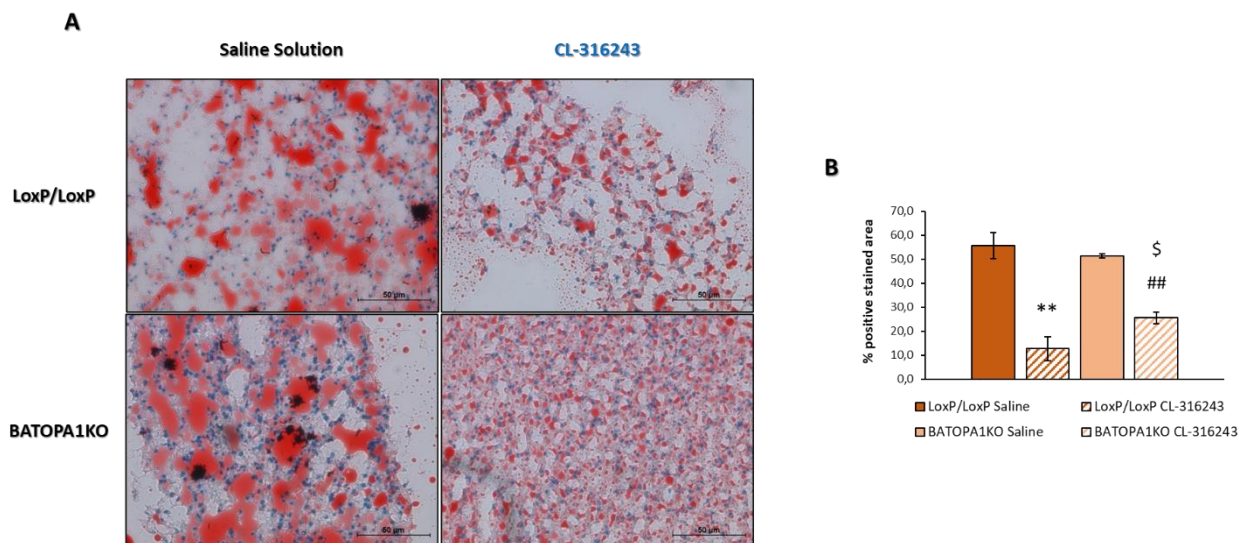 A
Saline Solution
CL-316243
LoxP/LoxP
50 µm
50 µm
BATOPA1KO
50 µm
50 µm
B
% positive stained area
70,0
60,0
50,0
40,0
30,0
20,0
10,0
0,0
**
$
##
LoxP/LoxP Saline
LoxP/LoxP CL-316243
BATOPA1KO Saline
BATOPA1KO CL-316243